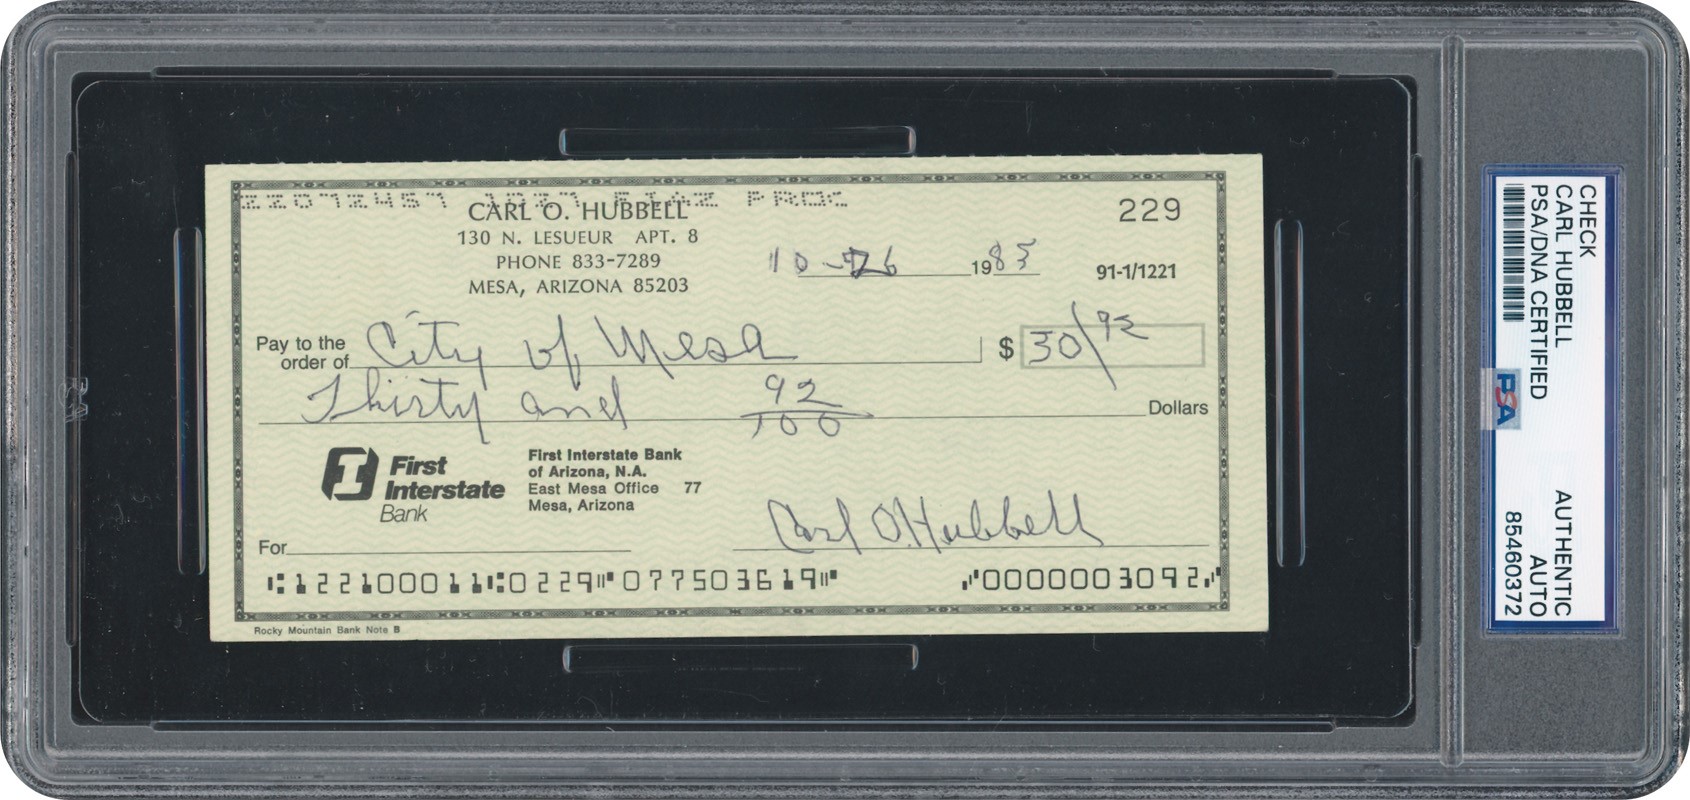 CARL O. HUBBELL
130 N. LESUEUR APT. 8
PHONE 833-7289
MESA, ARIZONA 85203
229
10-26 1983
91-1/1221
Pay to the order of City of Mesa $ 30/92
Thirty and 92/100 Dollars
First Interstate Bank
First Interstate Bank
of Arizona, N.A.
East Mesa Office 77
Mesa, Arizona
Carl O. Hubbell
For
⑆122100011⑆0229⑈077503619⑈ ⑇0000003092⑇
Rocky Mountain Bank Note B
CHECK
CARL HUBBELL
PSA/DNA CERTIFIED
PSA
AUTHENTIC
AUTO
85460372